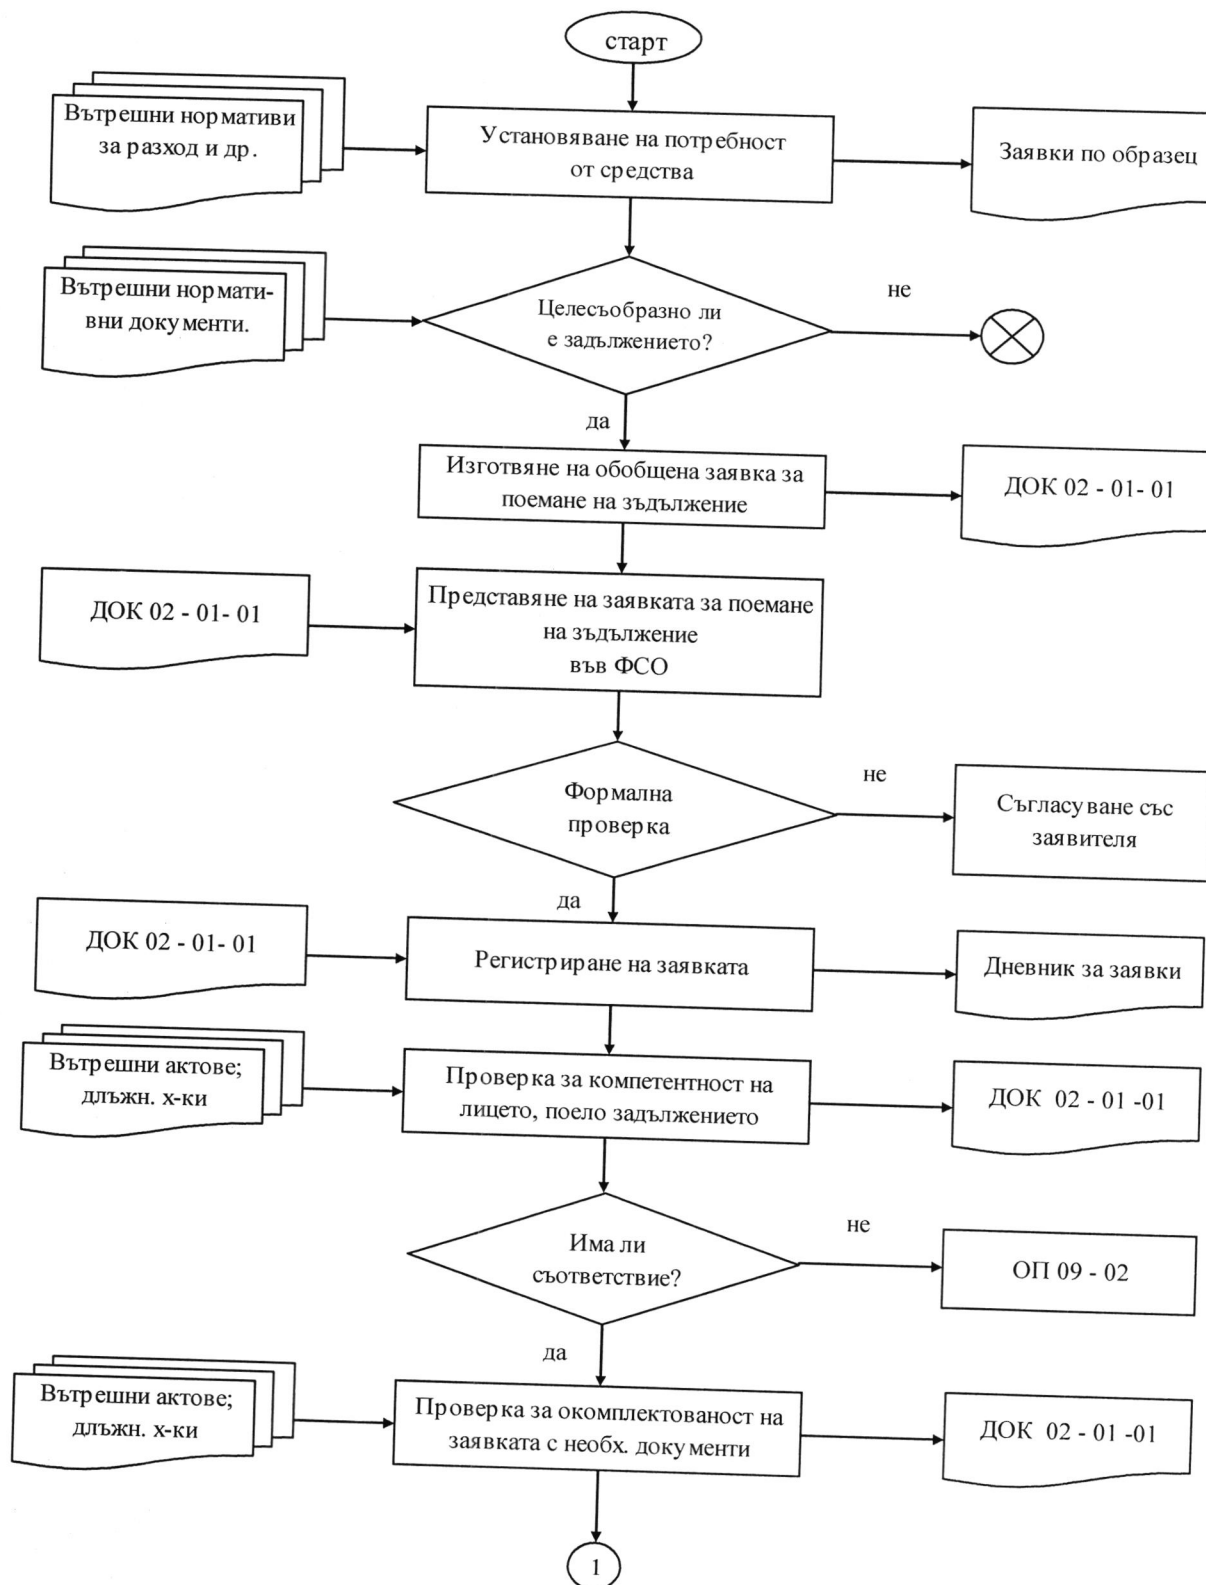 старт
Вътрешни нормативи
за разход и др.
Установяване на потребност
от средства
Заявки по образец
Вътрешни нормати-
вни документи.
Целесъобразно ли
е задължението?
не
да
Изготвяне на обобщена заявка за
поемане на зъдължение
ДОК 02 - 01- 01
ДОК 02 - 01- 01
Представяне на заявката за поемане
на зъдължение
във ФСО
Формална
проверка
не
Съгласуване със
заявителя
да
ДОК 02 - 01- 01
Регистриране на заявката
Дневник за заявки
Вътрешни актове;
длъжн. х-ки
Проверка за компетентност на
лицето, поело задължението
ДОК 02 - 01 -01
Има ли
съответствие?
не
ОП 09 - 02
да
Вътрешни актове;
длъжн. х-ки
Проверка за окомплектованост на
заявката с необх. документи
ДОК 02 - 01 -01
1